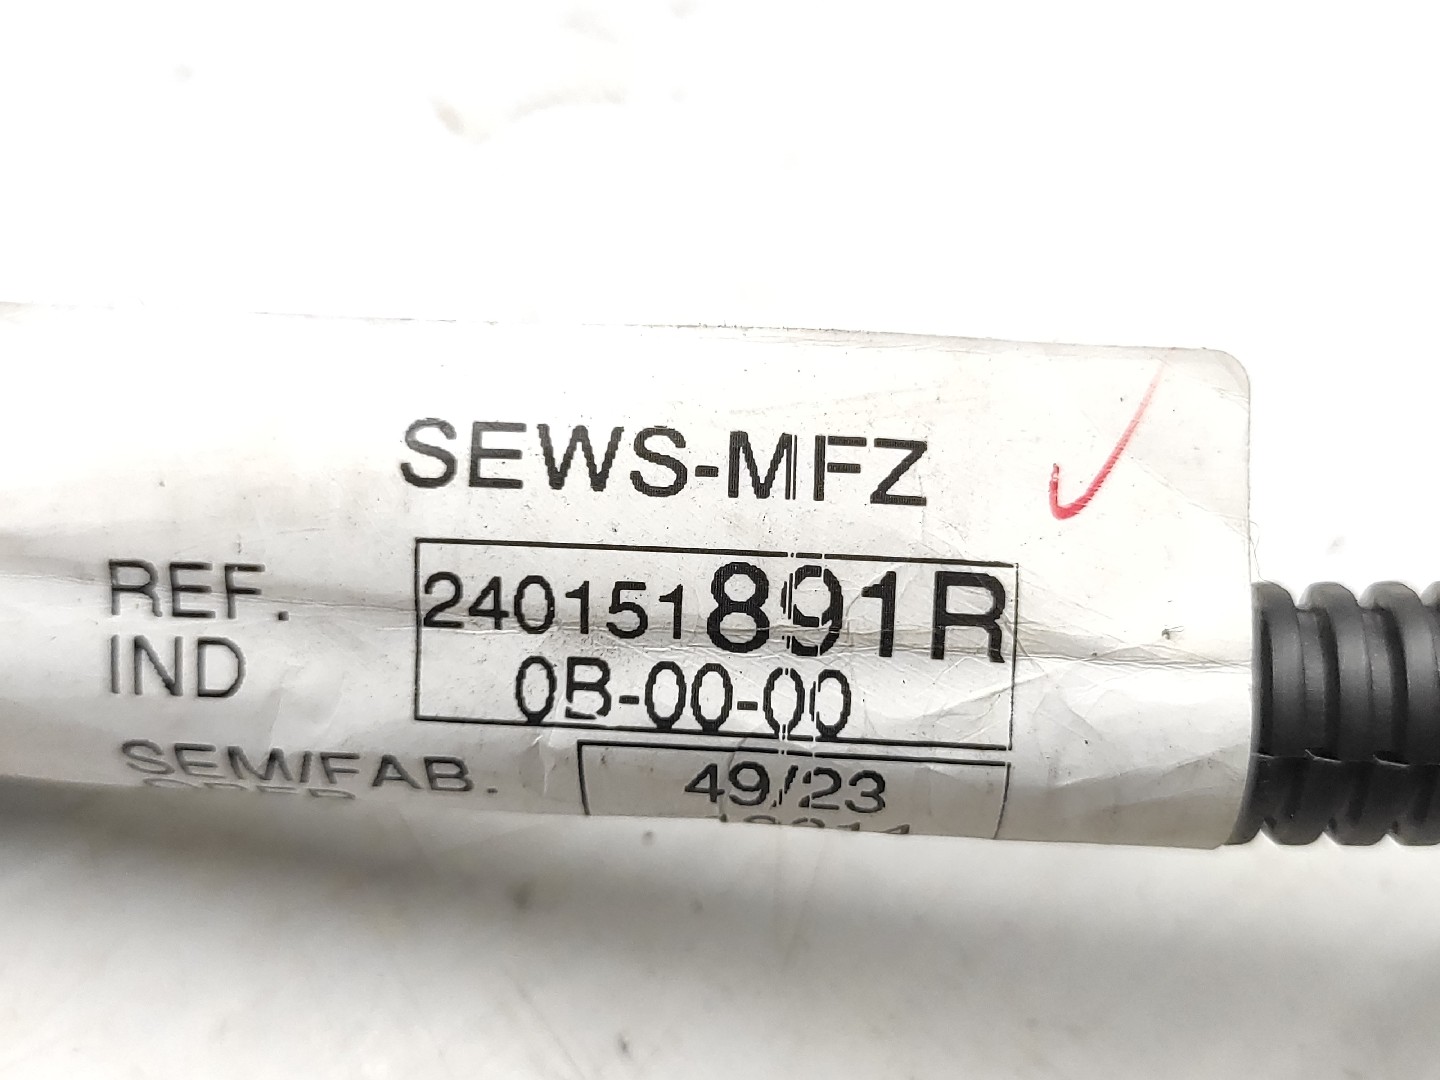 SEWS-MFZ
REF. 240151891R
IND 0B-00-00
SEM/FAB. 49/23